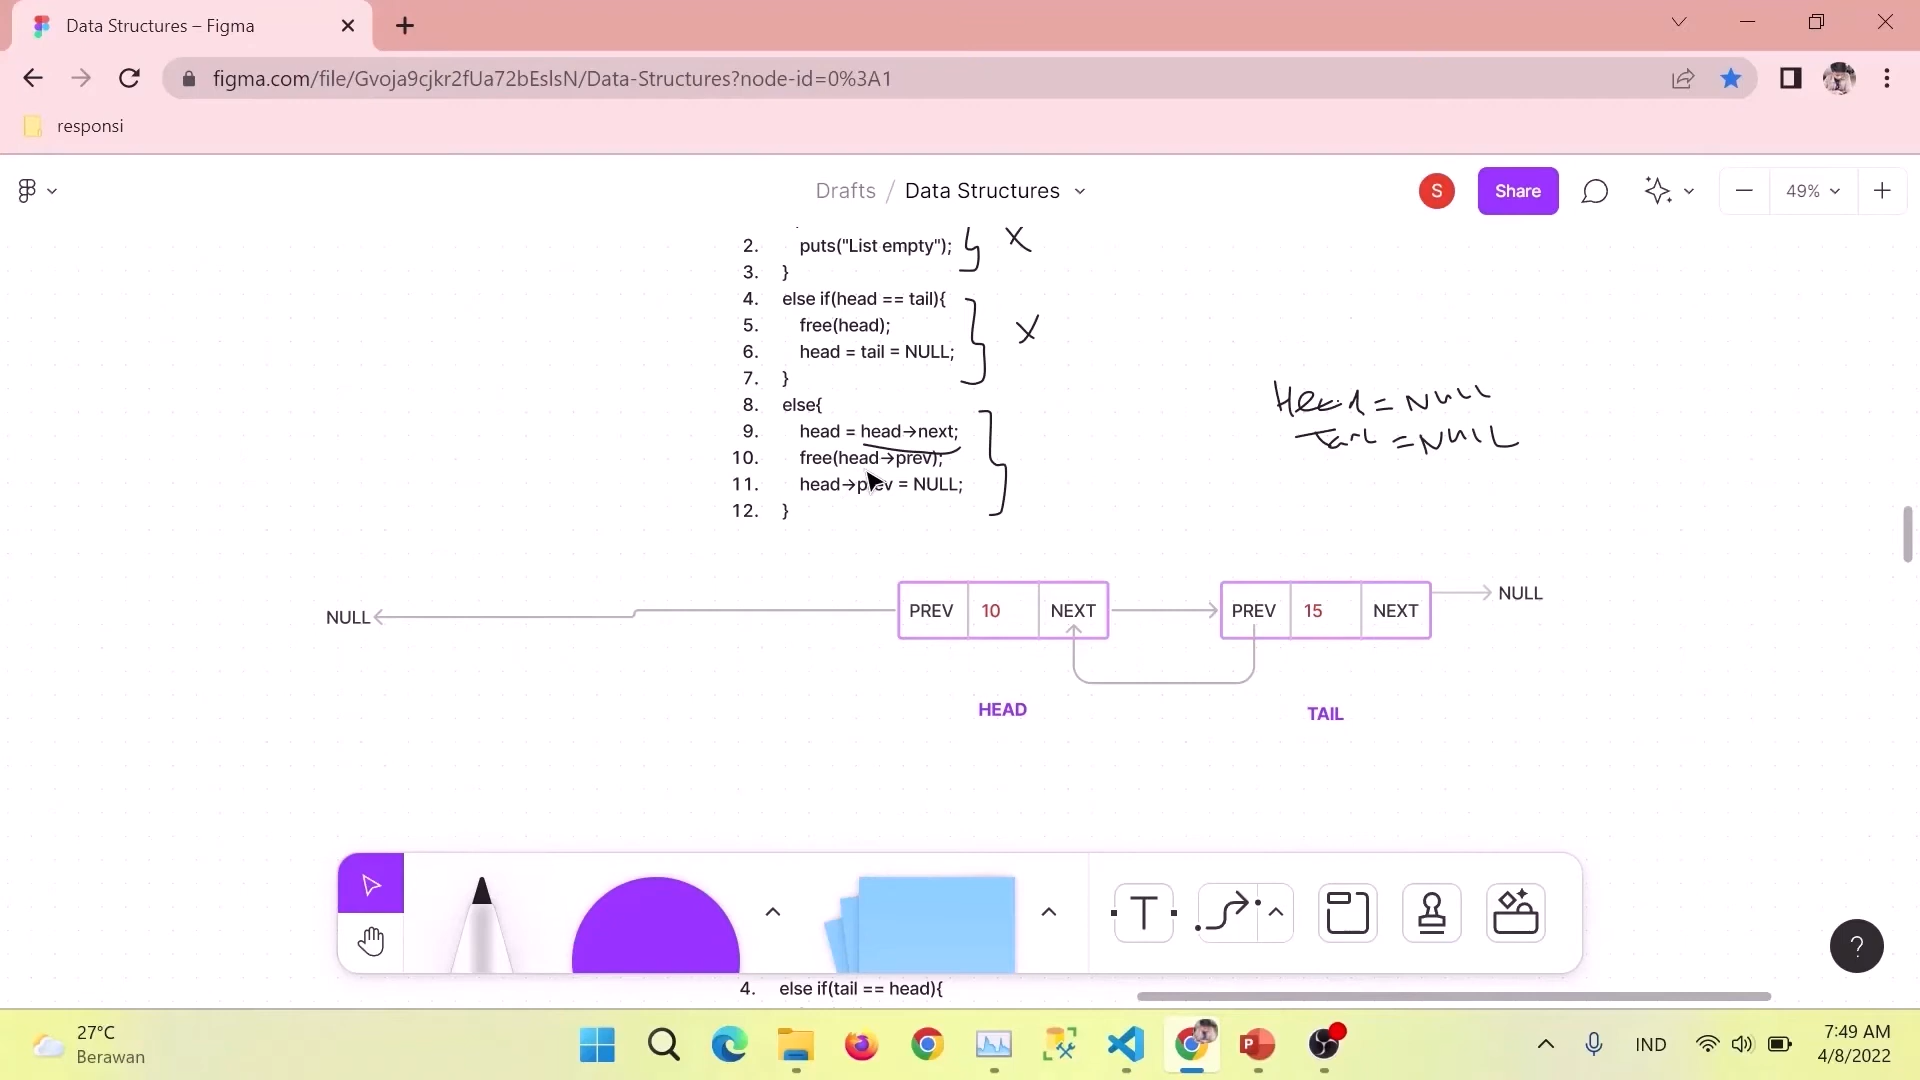 Data Structures – Figma
figma.com/file/Gvoja9cjkr2fUa72bEslsN/Data-Structures?node-id=0%3A1
responsi
Drafts / Data Structures
S
Share
49%
2. puts("List empty"); X
3. }
4. else if(head == tail){
5. free(head); X
6. head = tail = NULL;
7. }
8. else{
9. head = head→next;
10. free(head→prev);
11. head→prev = NULL;
12. }
Head = NULL
Tail = NULL
NULL
PREV 10 NEXT
PREV 15 NEXT
NULL
HEAD
TAIL
T
?
4. else if(tail == head){
27°C
Berawan
P
IND
7:49 AM
4/8/2022